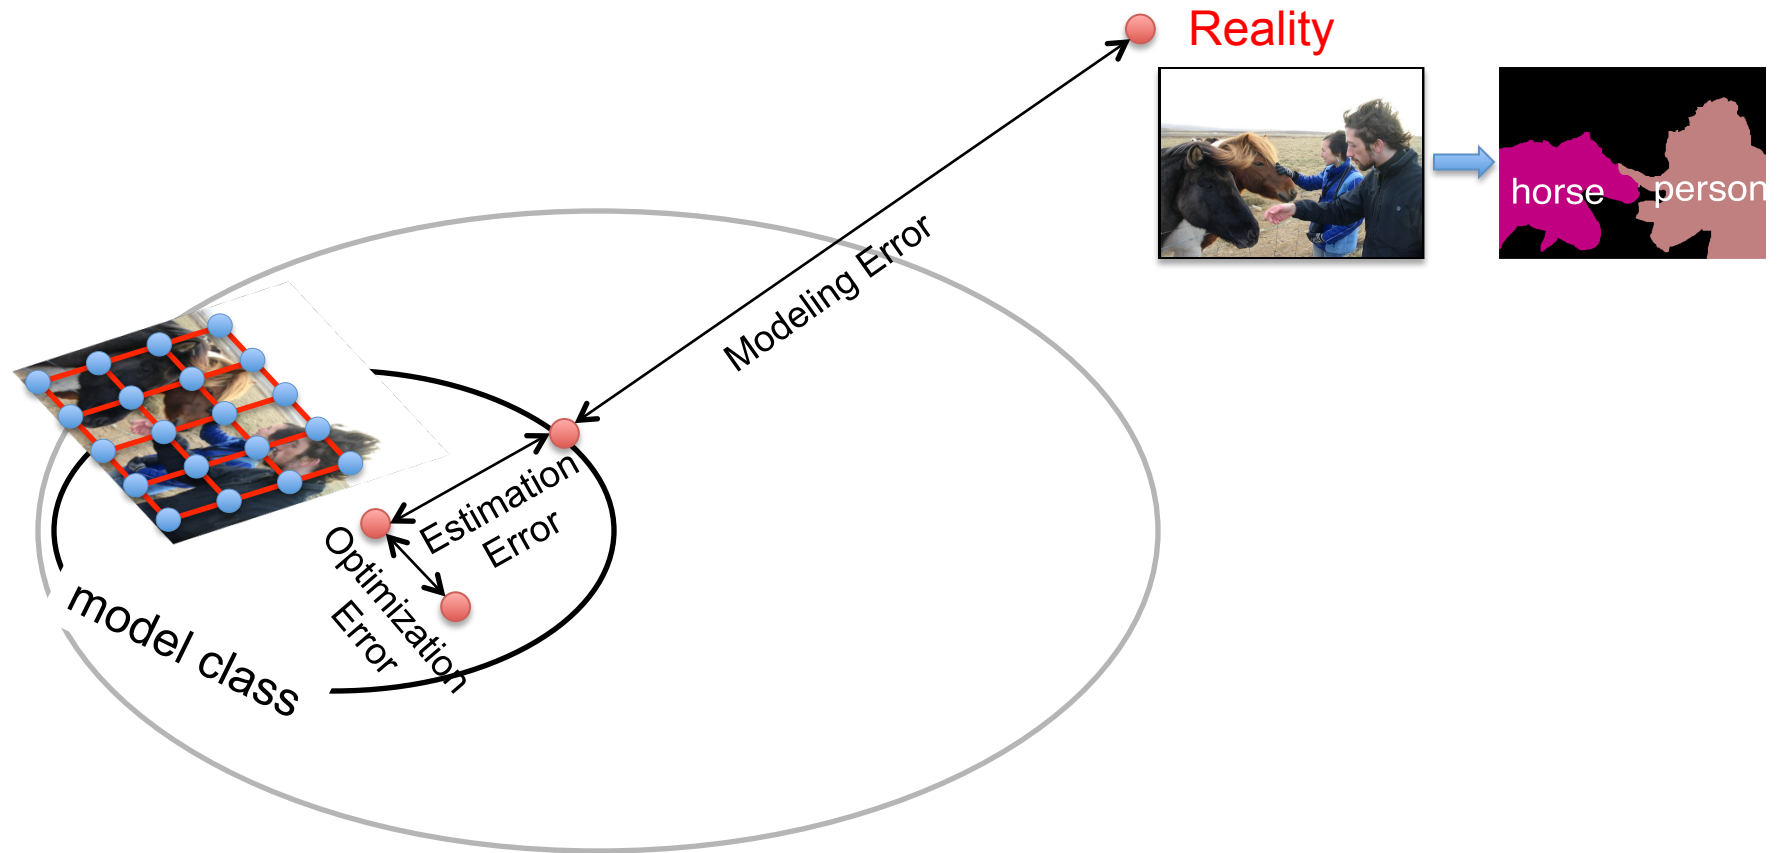 Reality
horse
person
Modeling Error
Estimation
Error
Optimization
Error
model class